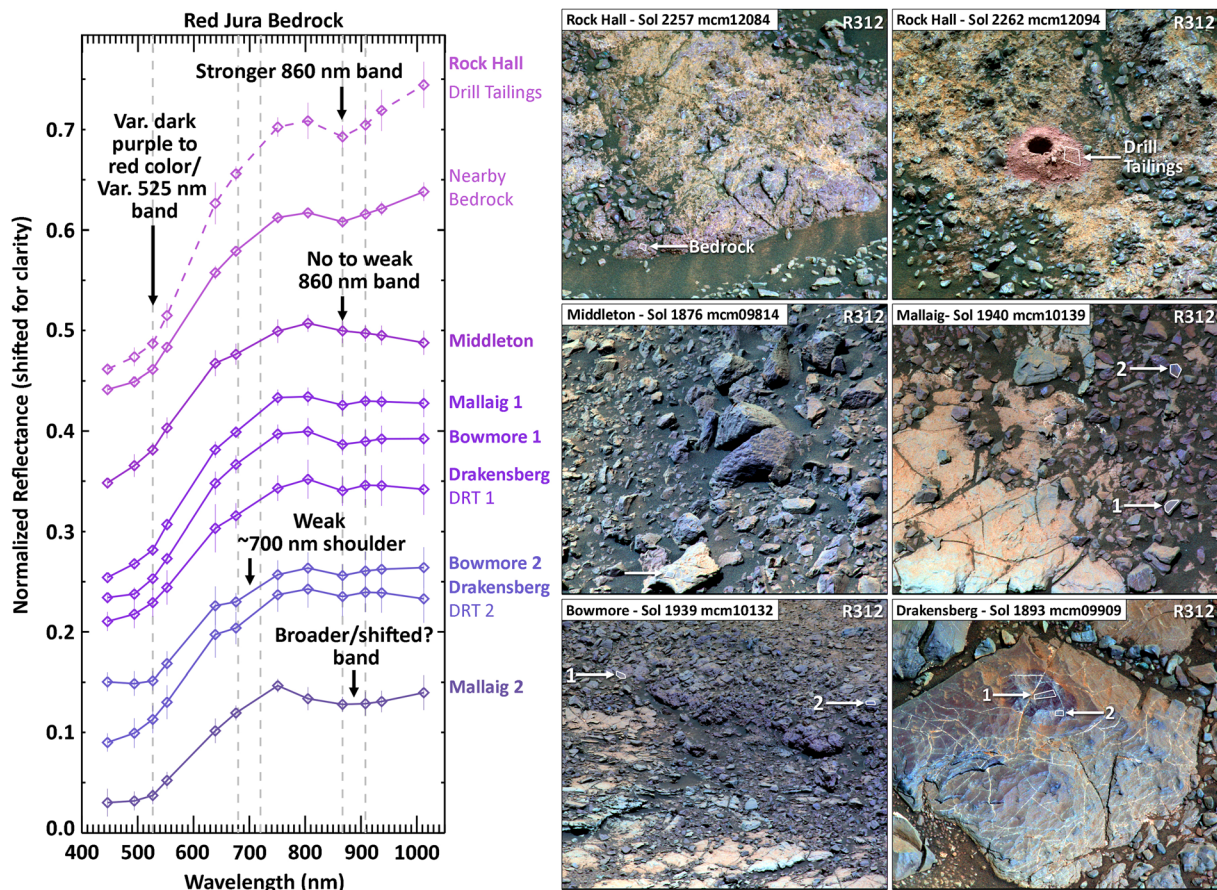 Red Jura Bedrock
Normalized Reflectance (shifted for clarity)
0.7
0.6
0.5
0.4
0.3
0.2
0.1
0.0
400 500 600 700 800 900 1000
Wavelength (nm)
Stronger 860 nm band
Var. dark
purple to
red color/
Var. 525 nm
band
No to weak
860 nm band
Weak
~700 nm shoulder
Broader/shifted?
band
Rock Hall
Drill Tailings
Nearby
Bedrock
Middleton
Mallaig 1
Bowmore 1
Drakensberg
DRT 1
Bowmore 2
Drakensberg
DRT 2
Mallaig 2
Rock Hall - Sol 2257 mcm12084
R312
Bedrock
Rock Hall - Sol 2262 mcm12094
R312
Drill
Tailings
Middleton - Sol 1876 mcm09814
R312
Mallaig- Sol 1940 mcm10139
R312
2
1
Bowmore - Sol 1939 mcm10132
R312
1
2
Drakensberg - Sol 1893 mcm09909
R312
1
2